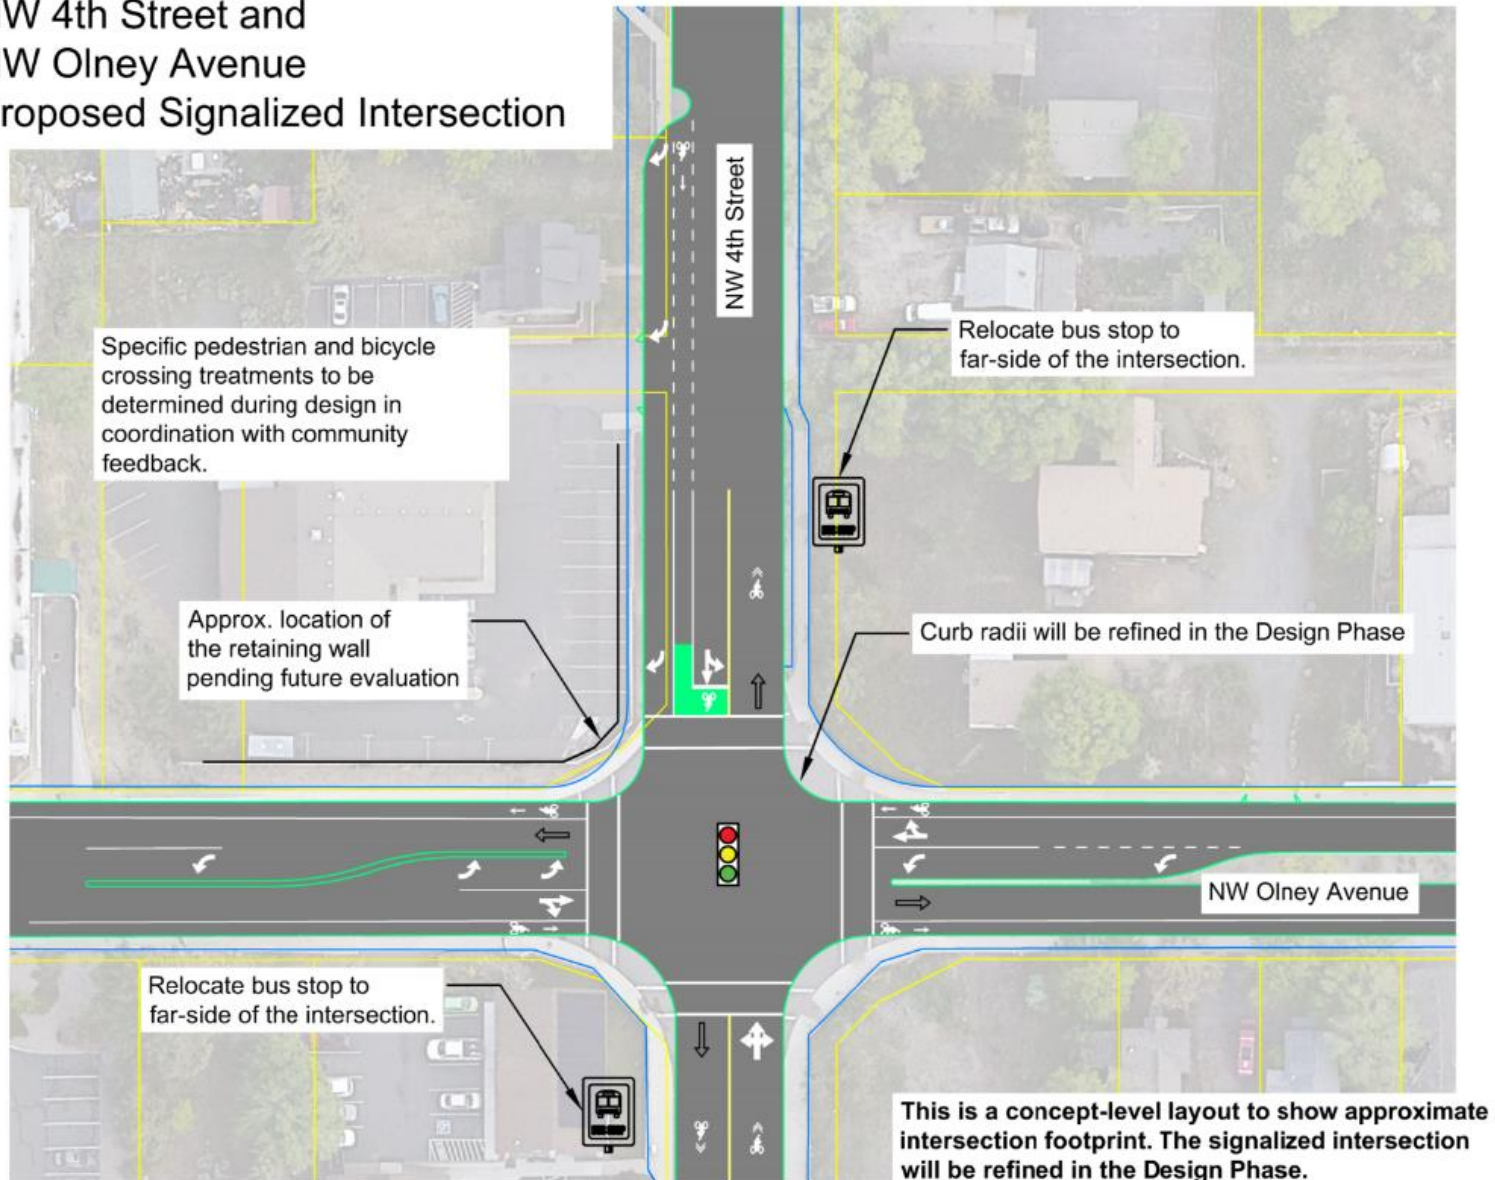 W 4th Street and
W Olney Avenue
roposed Signalized Intersection
NW 4th Street
Specific pedestrian and bicycle
crossing treatments to be
determined during design in
coordination with community
feedback.
Relocate bus stop to
far-side of the intersection.
Approx. location of
the retaining wall
pending future evaluation
Curb radii will be refined in the Design Phase
NW Olney Avenue
Relocate bus stop to
far-side of the intersection.
This is a concept-level layout to show approximate
intersection footprint. The signalized intersection
will be refined in the Design Phase.